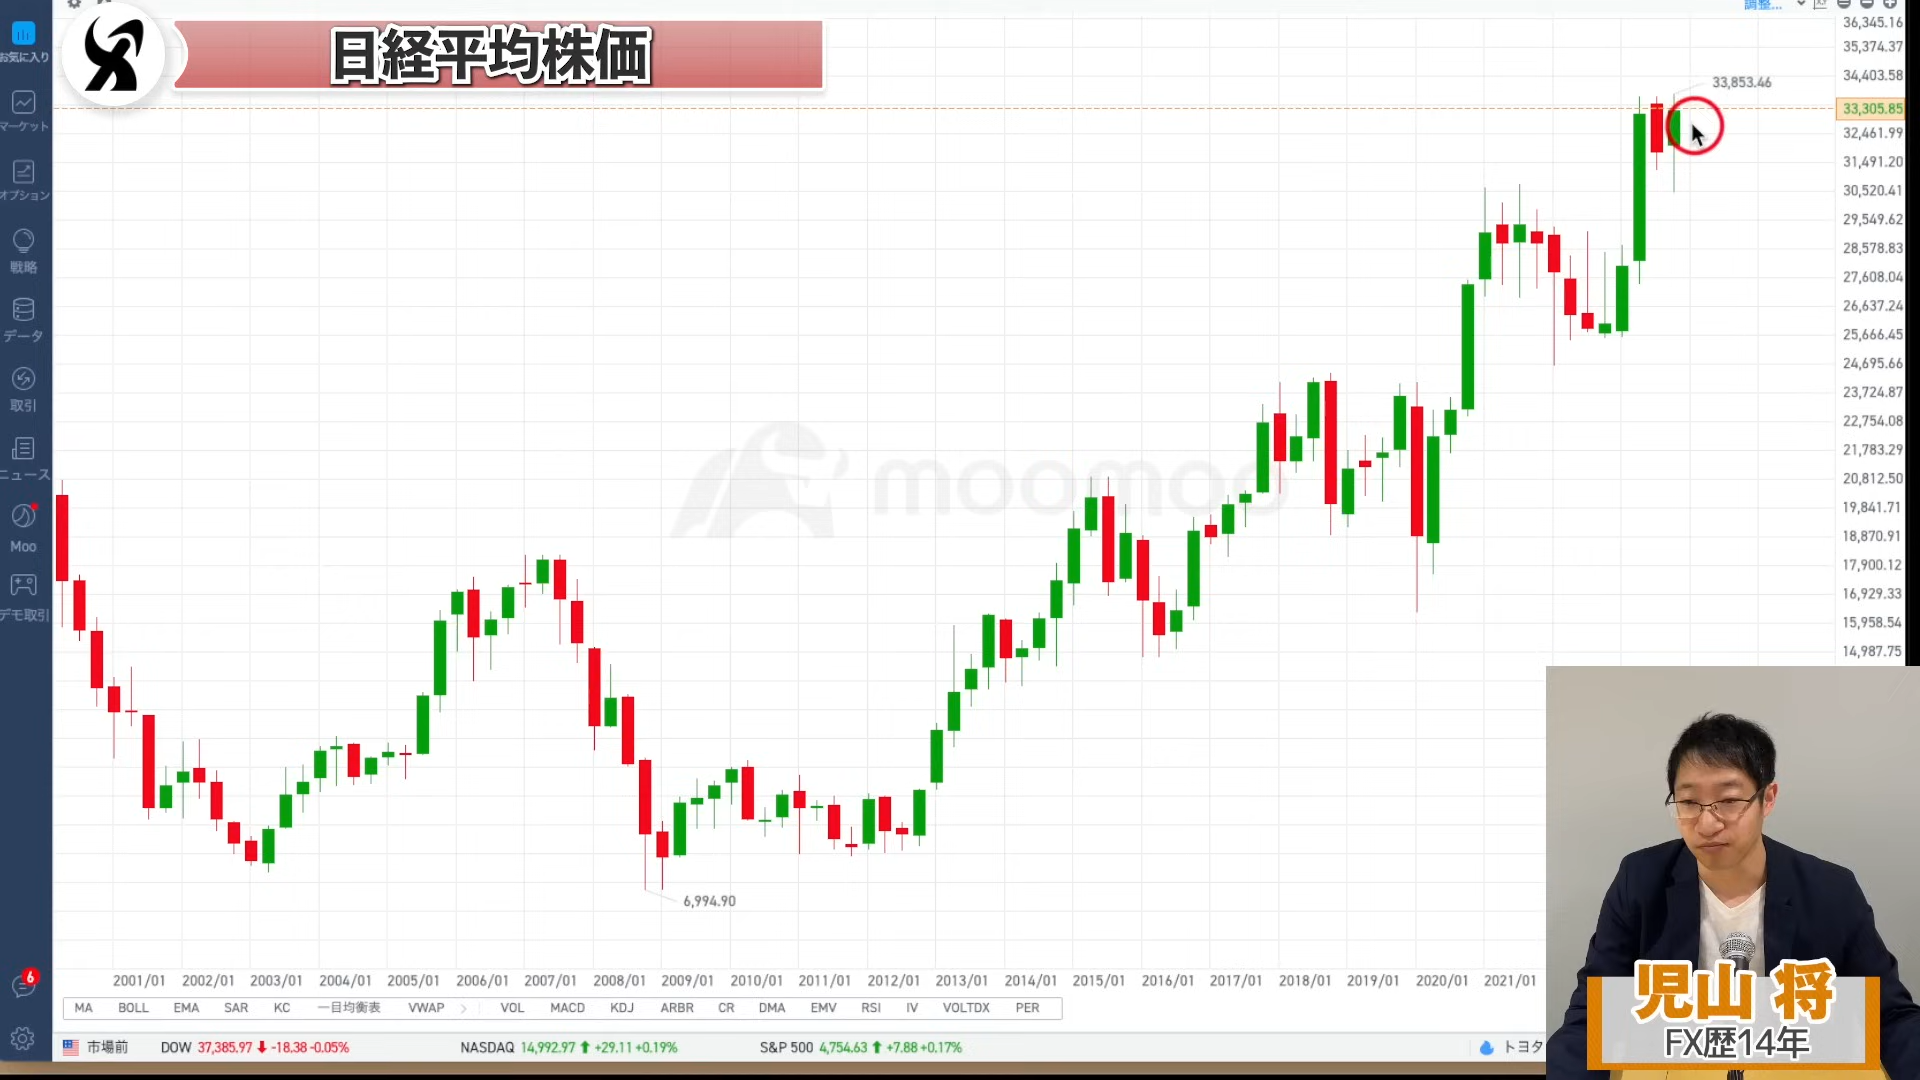 日経平均株価
お気に入り
マーケット
オプション
戦略
データ
取引
ニュース
Moo
デモ取引
6
調整...
36,345.16
35,374.37
34,403.58
33,305.85
32,461.99
31,491.20
30,520.41
29,549.62
28,578.83
27,608.04
26,637.24
25,666.45
24,695.66
23,724.87
22,754.08
21,783.29
20,812.50
19,841.71
18,870.91
17,900.12
16,929.33
15,958.54
14,987.75
33,853.46
moomoo
6,994.90
2001/01 2002/01 2003/01 2004/01 2005/01 2006/01 2007/01 2008/01 2009/01 2010/01 2011/01 2012/01 2013/01 2014/01 2015/01 2016/01 2017/01 2018/01 2019/01 2020/01 2021/01
MA BOLL EMA SAR KC 一目均衡表 VWAP VOL MACD KDJ ARBR CR DMA EMV RSI IV VOLTDX PER
市場前 DOW 37,385.97 -18.38 -0.05% NASDAQ 14,992.97 +29.11 +0.19% S&P 500 4,754.63 +7.88 +0.17% トヨタ
児山 将
FX歴14年